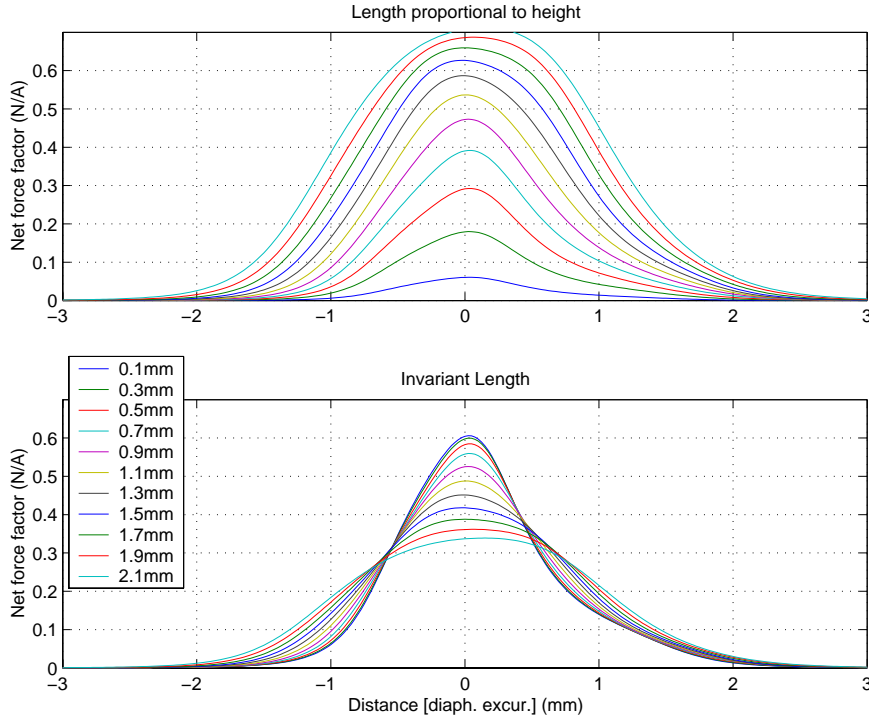 Length proportional to height
Net force factor (N/A)
0.6
0.5
0.4
0.3
0.2
0.1
0
−3
−2
−1
0
1
2
3
Invariant Length
Net force factor (N/A)
0.6
0.5
0.4
0.3
0.2
0.1
0
0.1mm
0.3mm
0.5mm
0.7mm
0.9mm
1.1mm
1.3mm
1.5mm
1.7mm
1.9mm
2.1mm
−3
−2
−1
0
1
2
3
Distance [diaph. excur.] (mm)